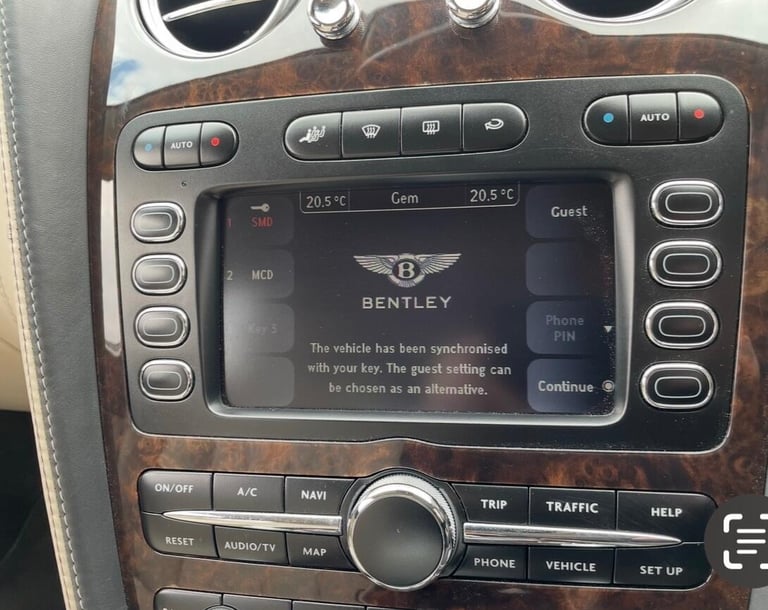 AUTO
AUTO
20.5 °C Gem 20.5 °C
1 SMD
Guest
2 MCD
B
BENTLEY
Key 3
Phone
PIN
The vehicle has been synchronised
with your key. The guest setting can
be chosen as an alternative.
Continue
ON/OFF A/C NAVI TRIP TRAFFIC HELP
RESET AUDIO/TV MAP PHONE VEHICLE SET UP